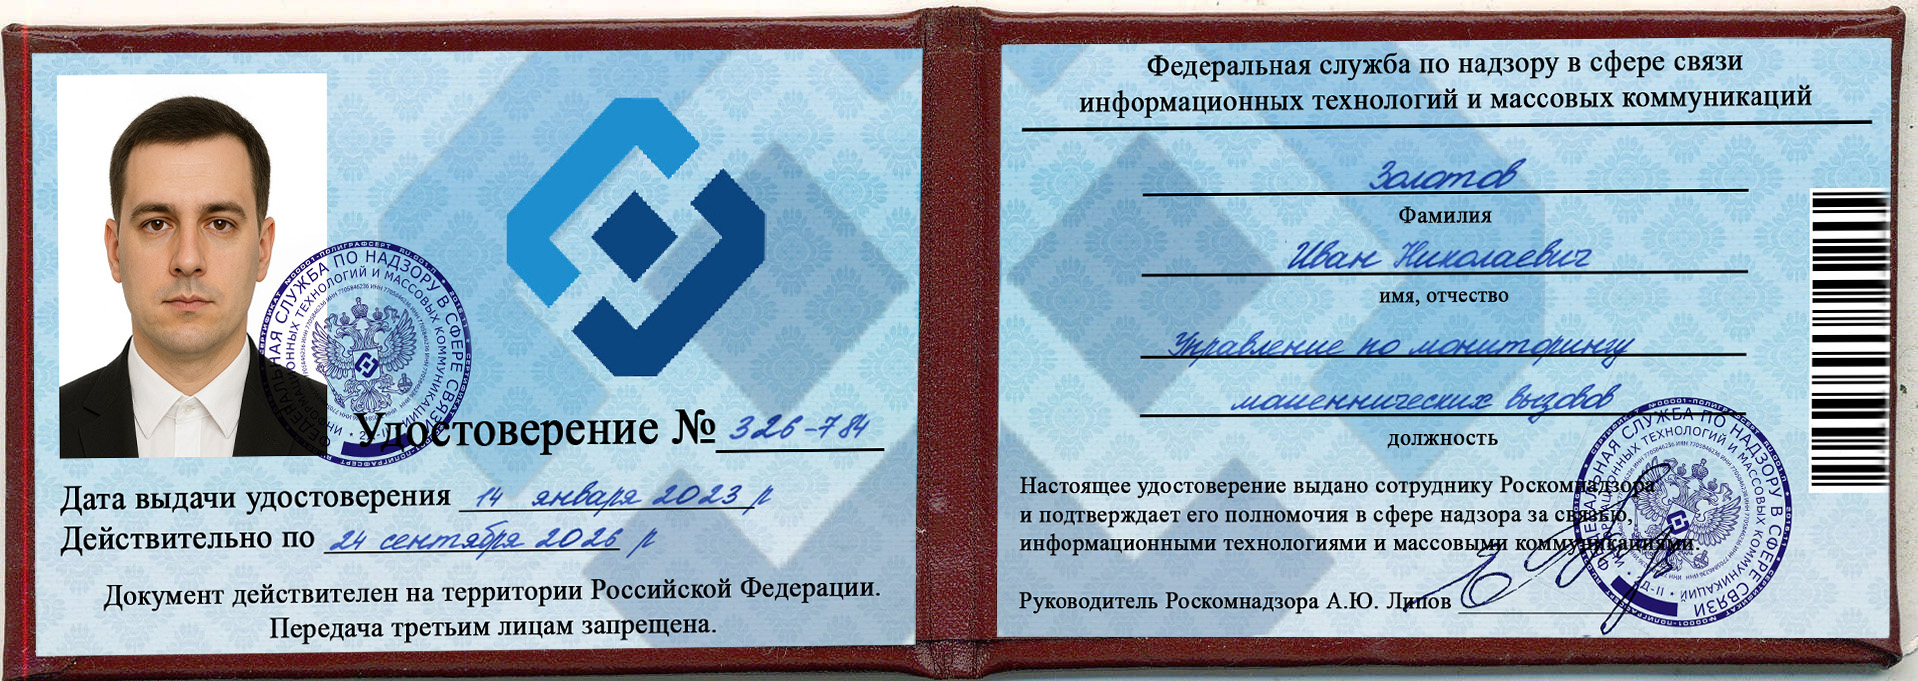 Удостоверение № 326-784
Дата выдачи удостоверения 14 января 2023 г
Действительно по 24 сентября 2026 г
Документ действителен на территории Российской Федерации.
Передача третьим лицам запрещена.
Федеральная служба по надзору в сфере связи
информационных технологий и массовых коммуникаций
Золотов
Фамилия
Иван Николаевич
имя, отчество
Управление по мониторингу
мошеннических вызовов
должность
Настоящее удостоверение выдано сотруднику Роскомнадзора
и подтверждает его полномочия в сфере надзора за связью,
информационными технологиями и массовыми коммуникациями.
Руководитель Роскомнадзора А.Ю. Липов
ФЕДЕРАЛЬНАЯ СЛУЖБА ПО НАДЗОРУ В СФЕРЕ СВЯЗИ
ИНФОРМАЦИОННЫХ ТЕХНОЛОГИЙ И МАССОВЫХ КОММУНИКАЦИЙ
ФЕДЕРАЛЬНАЯ СЛУЖБА ПО НАДЗОРУ В СФЕРЕ СВЯЗИ
ИНФОРМАЦИОННЫХ ТЕХНОЛОГИЙ И МАССОВЫХ КОММУНИКАЦИЙ